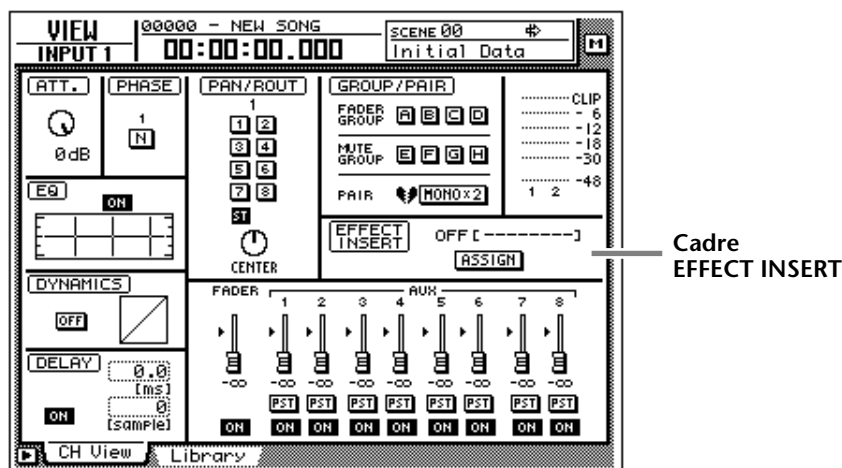 VIEW
INPUT 1
00000 - NEW SONG
00:00:00.000
SCENE 00
Initial Data
M
ATT.
0dB
PHASE
1
N
PAN/ROUT
1
1 2
3 4
5 6
7 8
ST
CENTER
GROUP/PAIR
FADER GROUP A B C D
MUTE GROUP E F G H
PAIR MONO×2
CLIP
- 6
-12
-18
-30
-48
1 2
EQ
ON
EFFECT INSERT
OFF [---------]
ASSIGN
Cadre
EFFECT INSERT
DYNAMICS
OFF
DELAY
0.0
[ms]
0
[sample]
ON
FADER
AUX
1 2 3 4 5 6 7 8
-∞ -∞ -∞ -∞ -∞ -∞ -∞ -∞ -∞
PST PST PST PST PST PST PST PST
ON ON ON ON ON ON ON ON ON
CH View
Library